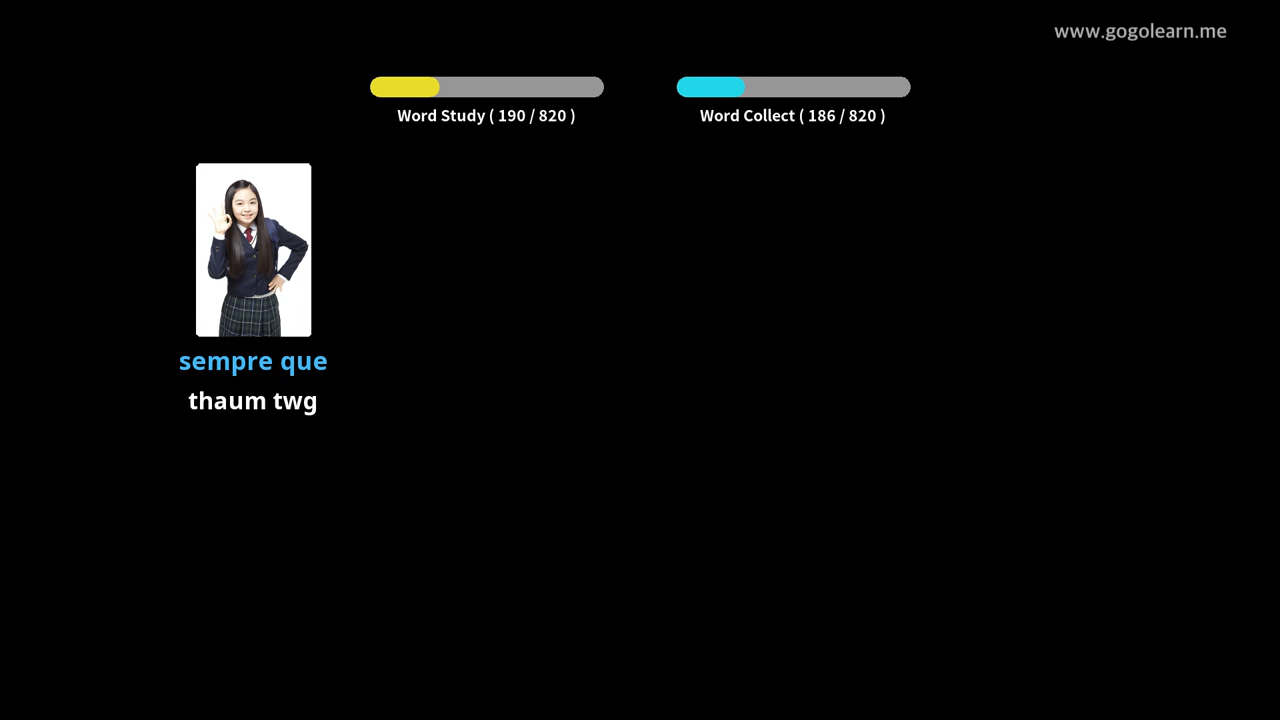 www.gogolearn.me
Word Study ( 190 / 820 )
Word Collect ( 186 / 820 )
sempre que
thaum twg